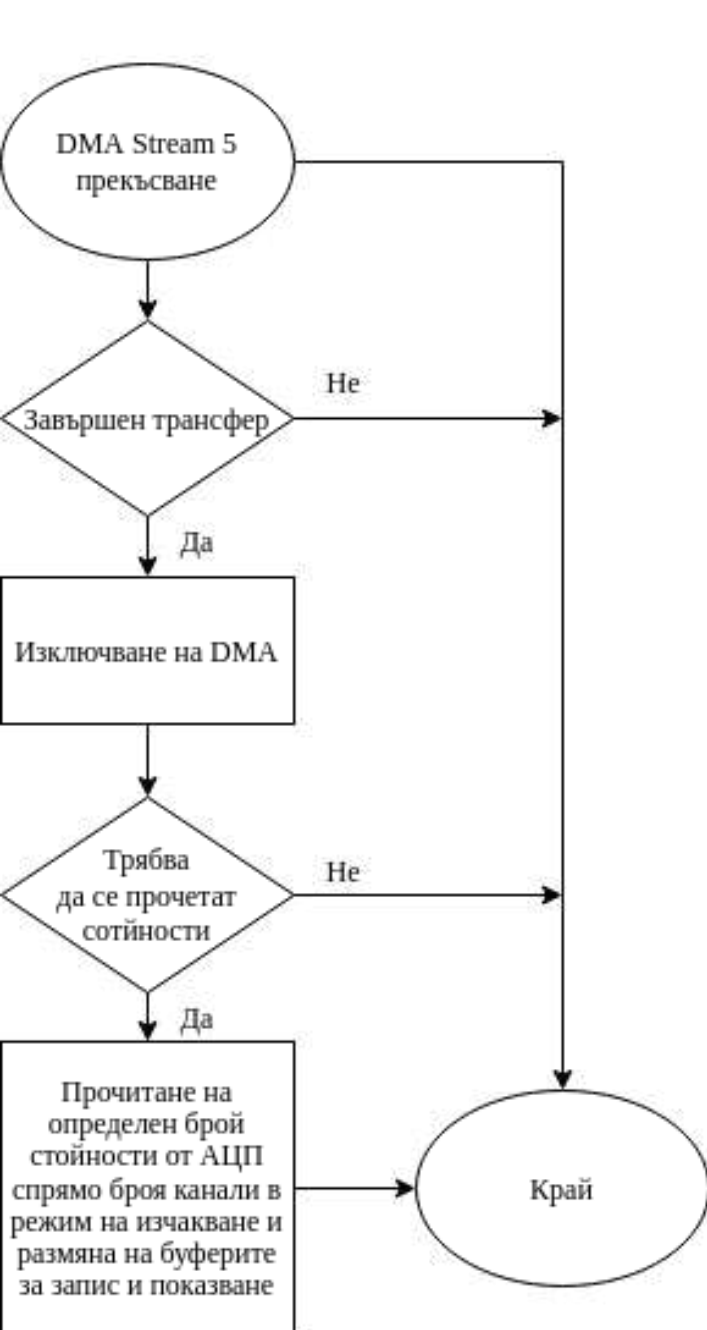 DMA Stream 5
прекъсване
Не
Завършен трансфер
Да
Изключване на DMA
Трябва
да се прочетат
сотйности
Не
Да
Прочитане на
определен брой
стойности от АЦП
спрямо броя канали в
режим на изчакване и
размяна на буферите
за запис и показване
Край